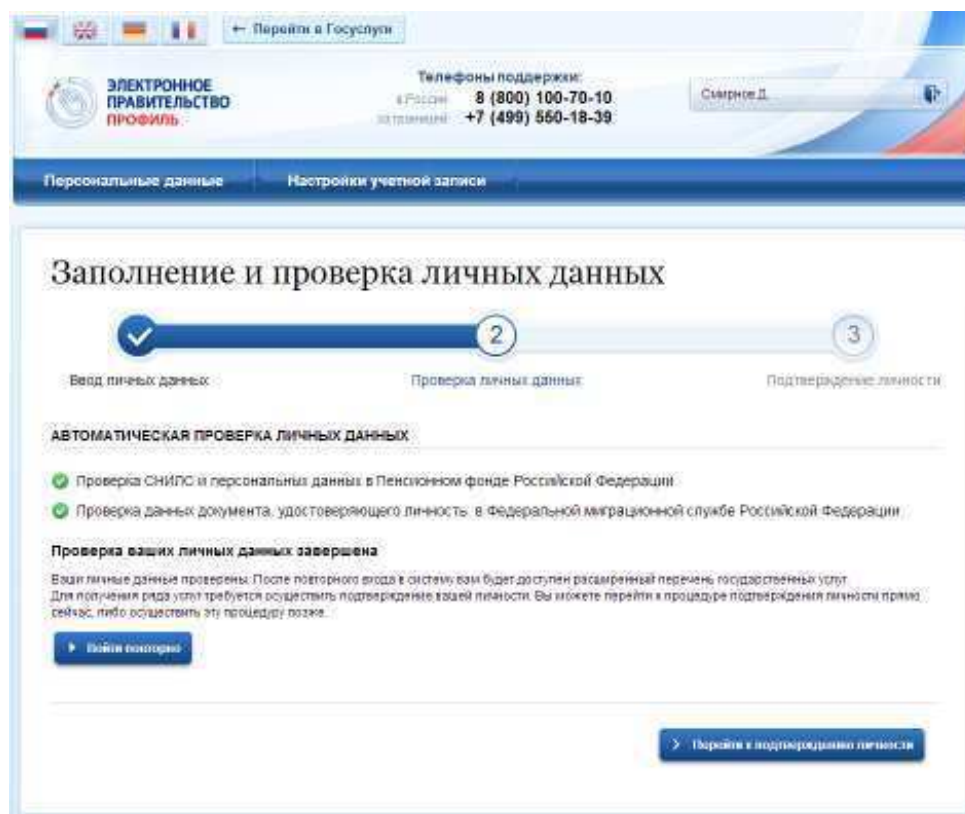 ← Перейти в Госуслуги
ЭЛЕКТРОННОЕ
ПРАВИТЕЛЬСТВО
ПРОФИЛЬ
Телефоны поддержки:
в России 8 (800) 100-70-10
за границей +7 (499) 550-18-39
Смирнов Д.
Персональные данные
Настройки учетной записи
Заполнение и проверка личных данных
2
3
Ввод личных данных
Проверка личных данных
Подтверждение личности
АВТОМАТИЧЕСКАЯ ПРОВЕРКА ЛИЧНЫХ ДАННЫХ
Проверка СНИЛС и персональных данных в Пенсионном фонде Российской Федерации
Проверка данных документа, удостоверяющего личность, в Федеральной миграционной службе Российской Федерации
Проверка ваших личных данных завершена
Ваши личные данные проверены. После повторного входа в систему вам будет доступен расширенный перечень государственных услуг.
Для получения ряда услуг требуется осуществить подтверждение вашей личности. Вы можете перейти к процедуре подтверждения личности прямо
сейчас, либо осуществить эту процедуру позже.
Войти повторно
Перейти к подтверждению личности